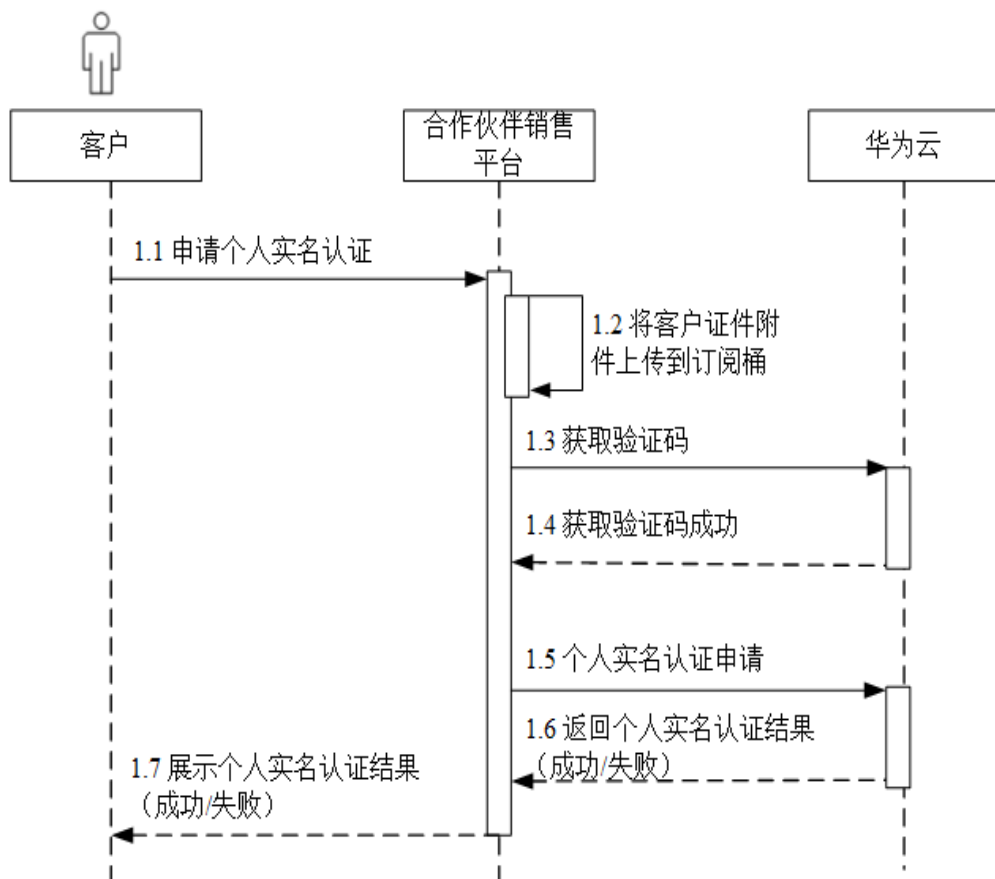 客户
合作伙伴销售
平台
华为云
1.1 申请个人实名认证
1.2 将客户证件附
件上传到订阅桶
1.3 获取验证码
1.4 获取验证码成功
1.5 个人实名认证申请
1.6 返回个人实名认证结果
（成功/失败）
1.7 展示个人实名认证结果
（成功/失败）